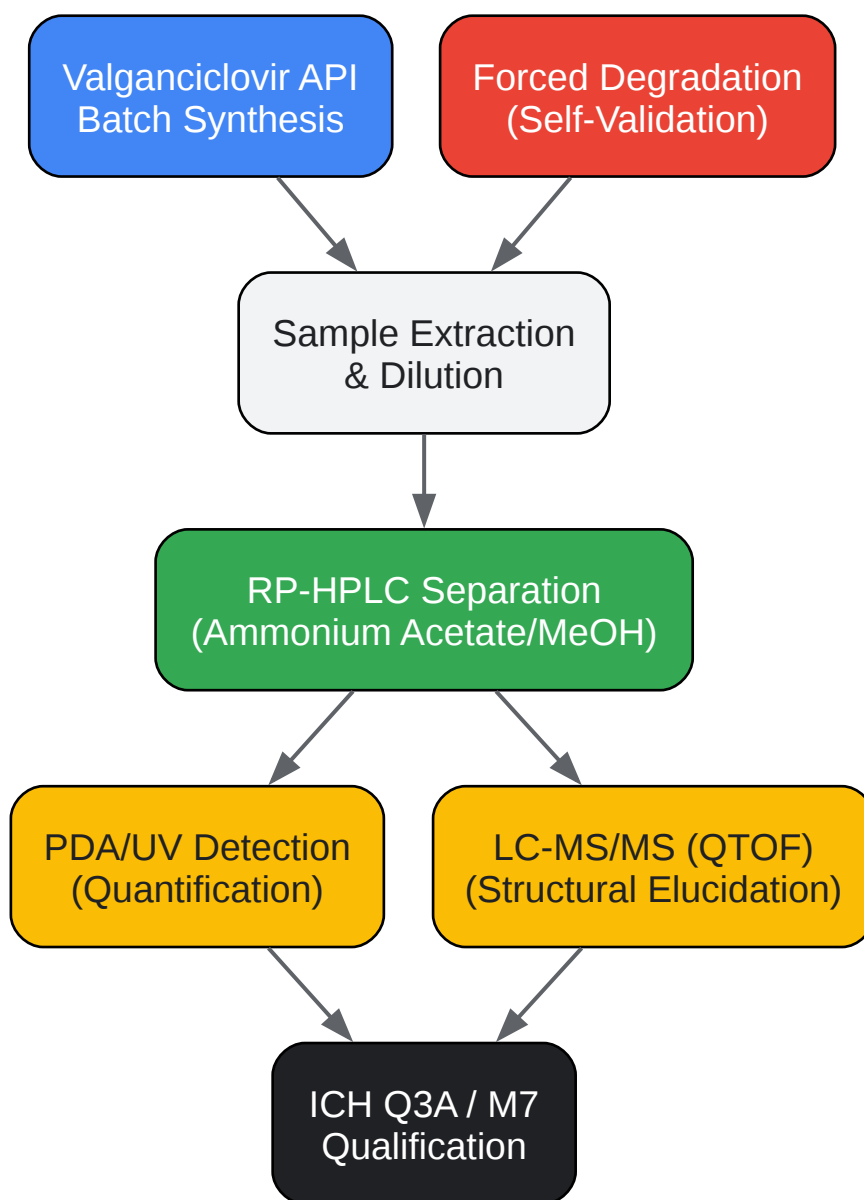 Valganciclovir API
Batch Synthesis
Forced Degradation
(Self-Validation)
Sample Extraction
& Dilution
RP-HPLC Separation
(Ammonium Acetate/MeOH)
PDA/UV Detection
(Quantification)
LC-MS/MS (QTOF)
(Structural Elucidation)
ICH Q3A / M7
Qualification